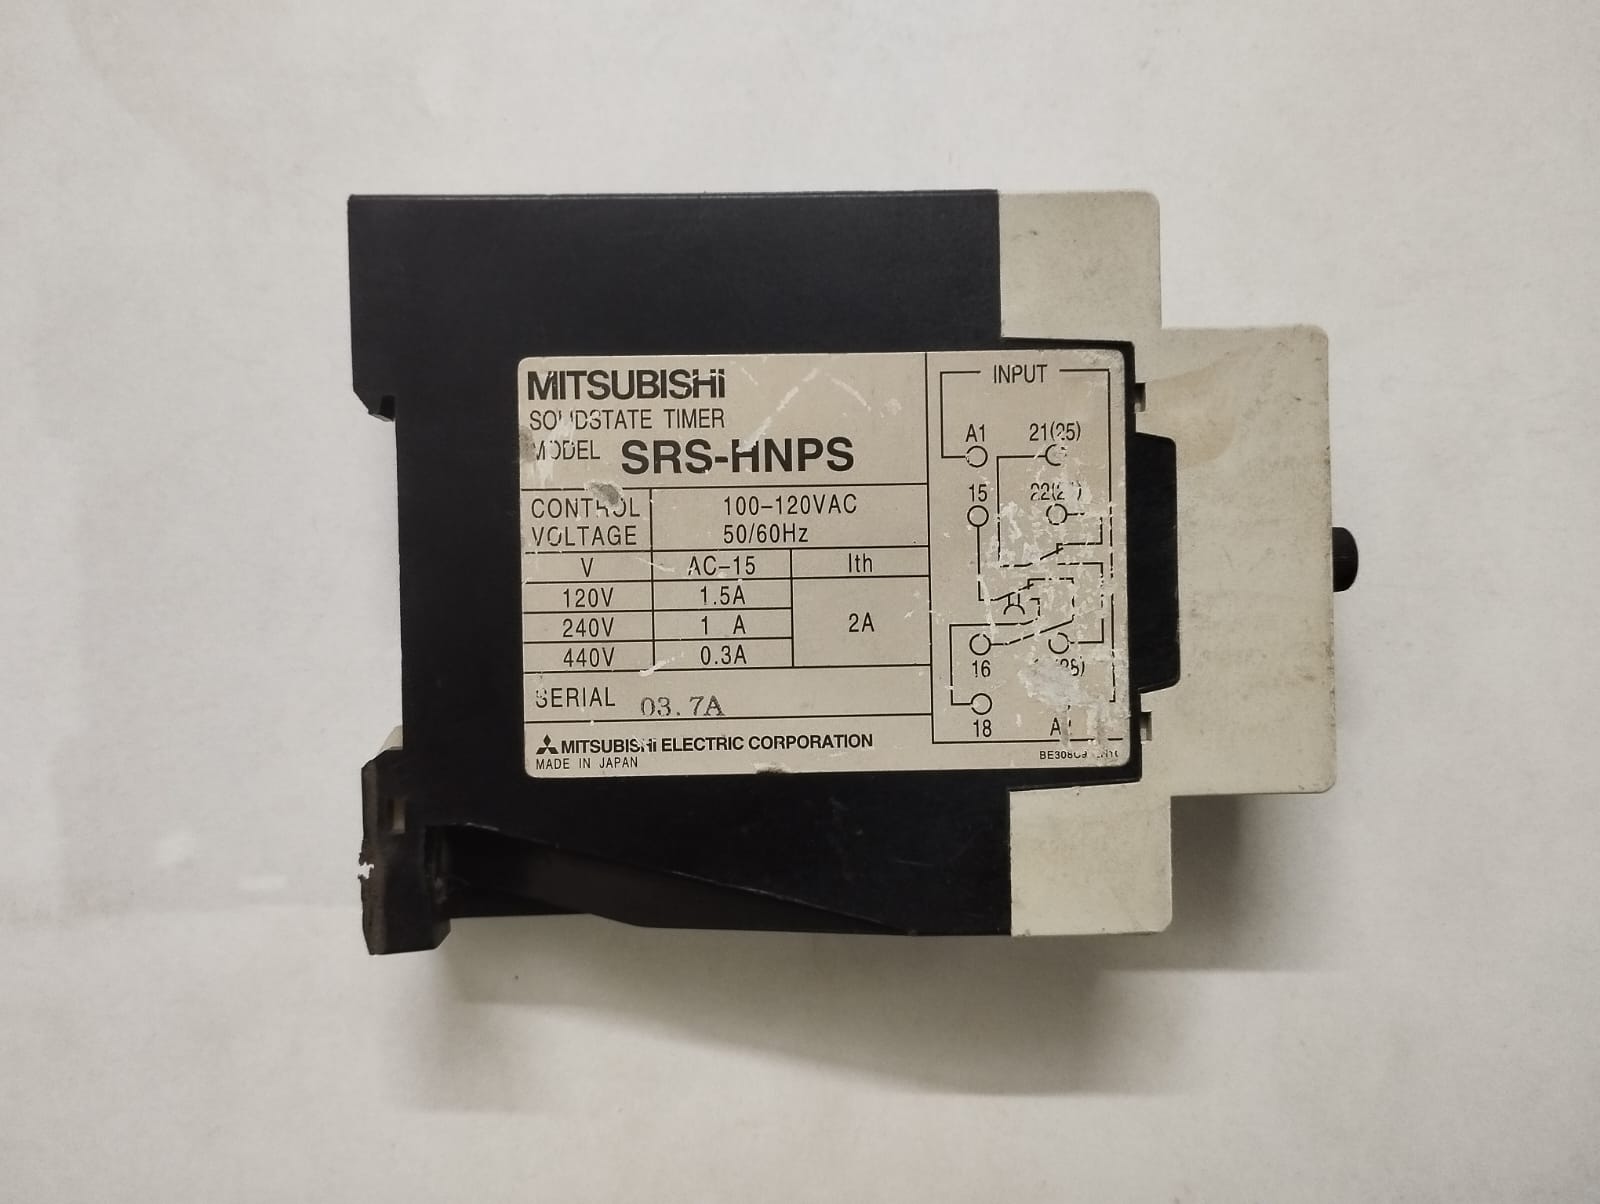 MITSUBISHI
SOLIDSTATE TIMER
MODEL SRS-HNPS
CONTROL VOLTAGE 100-120VAC 50/60Hz
V AC-15 Ith
120V 1.5A 2A
240V 1 A
440V 0.3A
SERIAL 03.7A
MITSUBISHI ELECTRIC CORPORATION
MADE IN JAPAN
INPUT
A1 21(25)
15
16
18